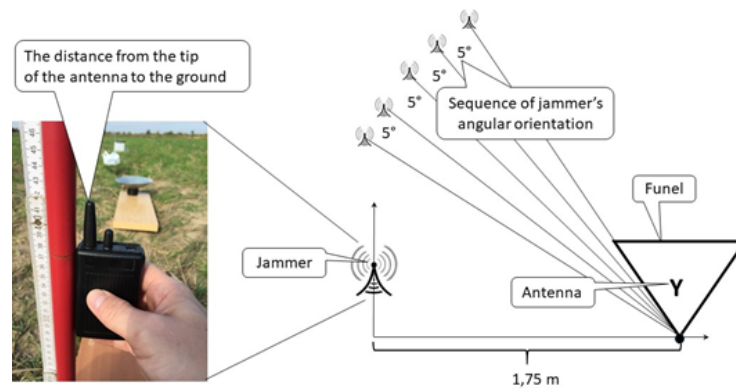 The distance from the tip
of the antenna to the ground
5°
5°
5°
5°
Sequence of jammer's
angular orientation
Funel
Jammer
Antenna
Y
1,75 m